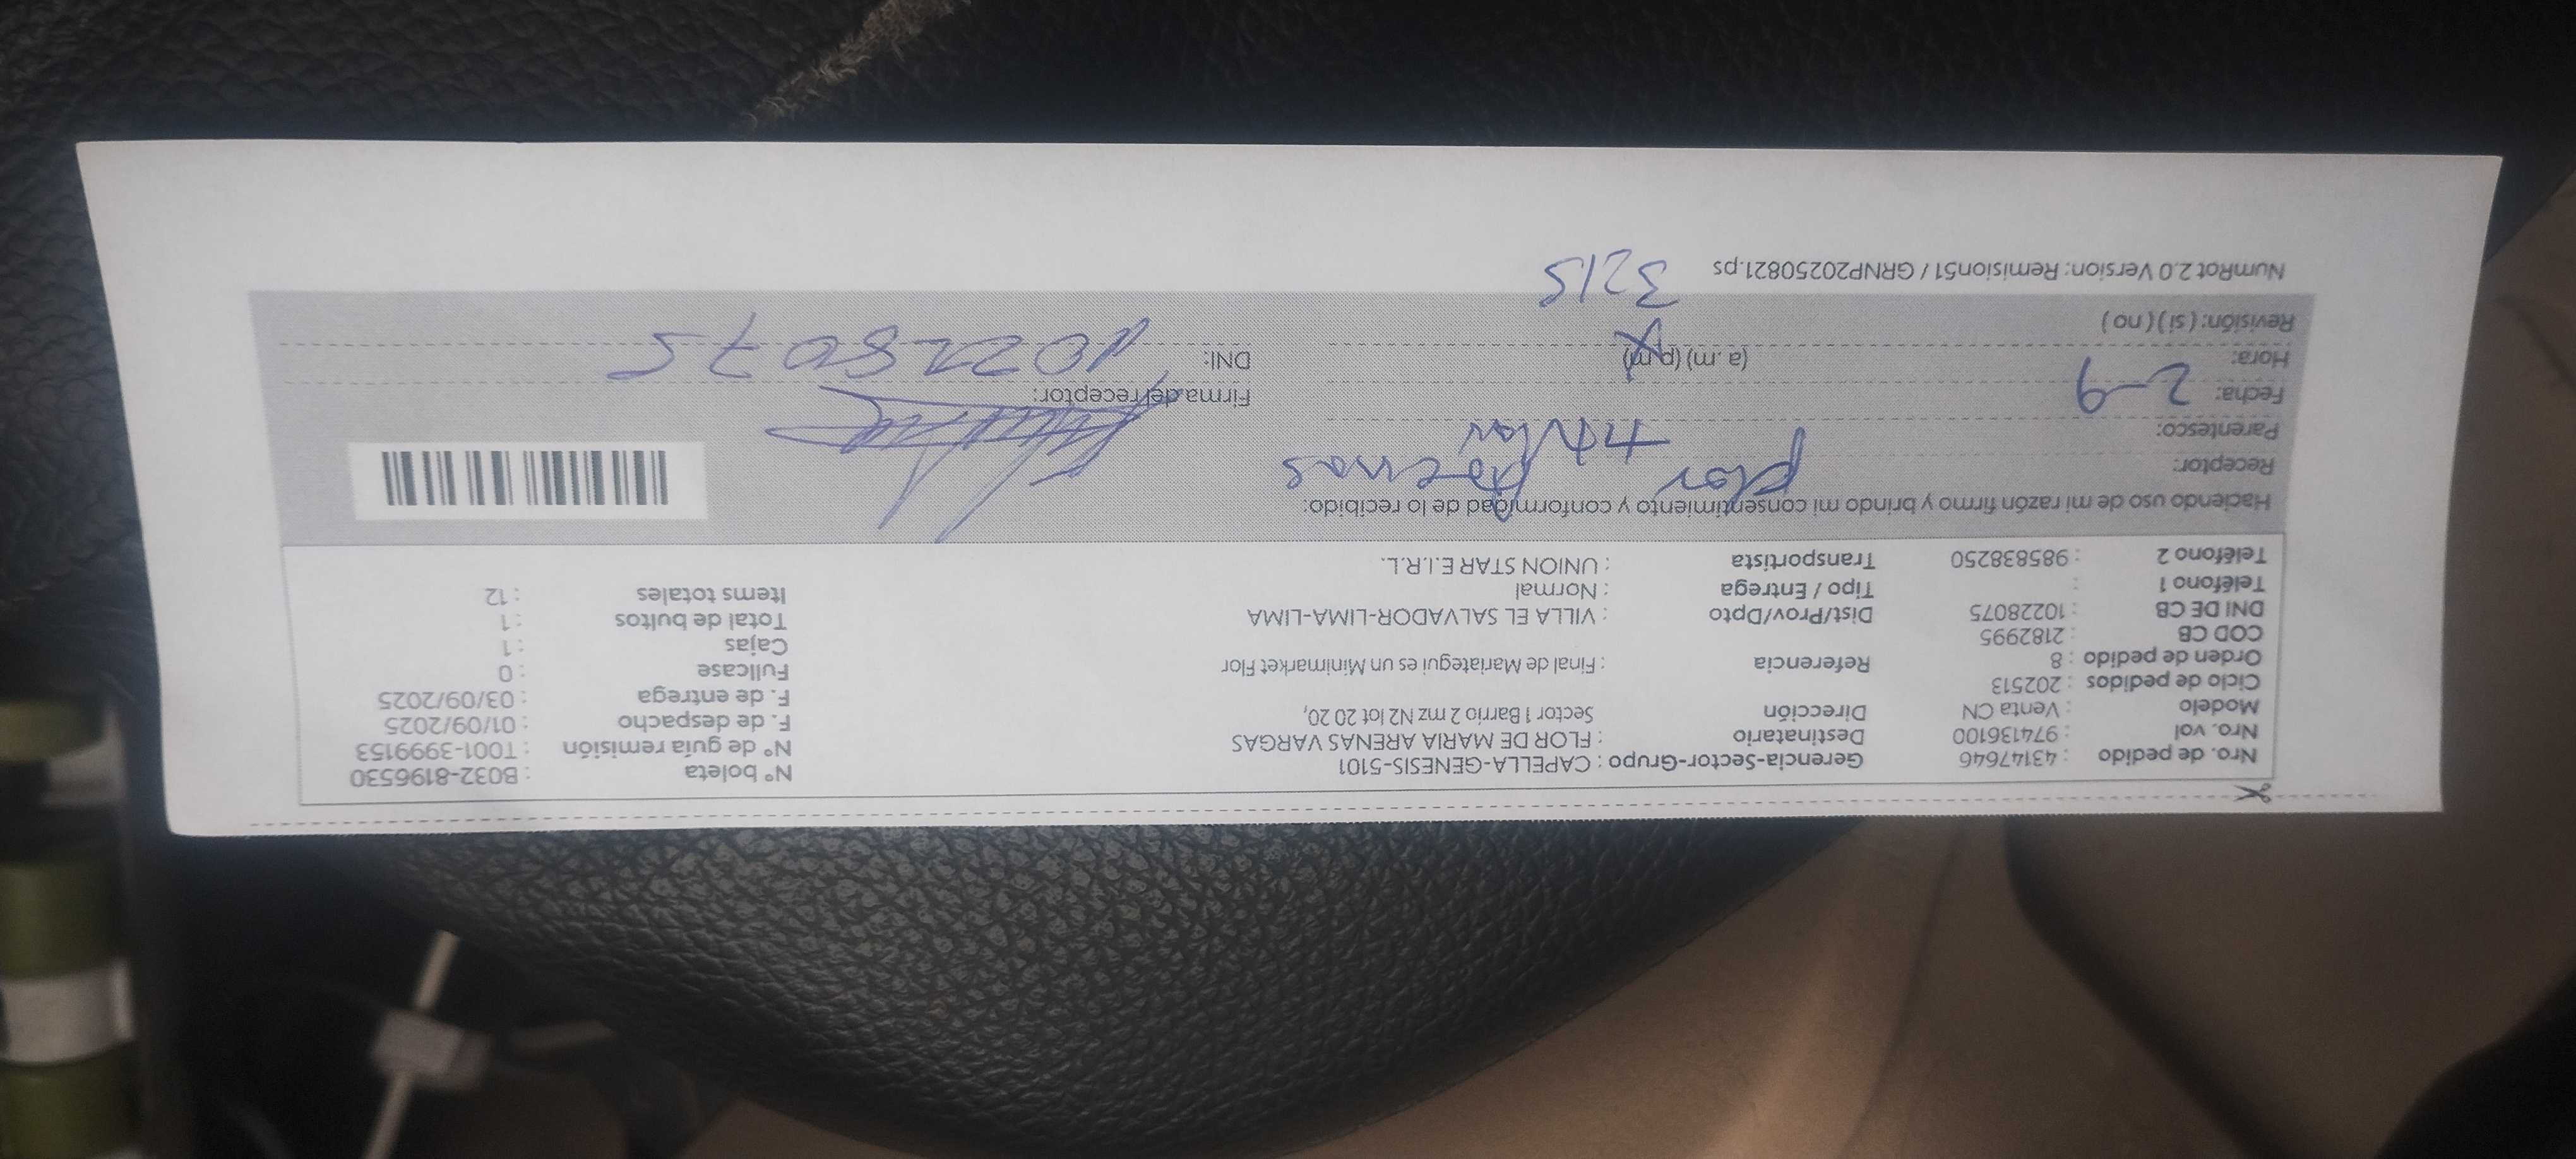 Nro. de pedido : 43147646 Gerencia-Sector-Grupo : CAPELLA-GENESIS-5101 N° boleta : B032-8196530
Nro. vol : 974136100 Destinatario : FLOR DE MARIA ARENAS VARGAS N° de guía remisión : T001-3999153
Modelo : Venta CN Dirección Sector 1 Barrio 2 mz N2 lot 20 20, F. de despacho : 01/09/2025
Ciclo de pedidos : 202513 F. de entrega : 03/09/2025
Orden de pedido : 8 Referencia : Final de Mariategui es un Minimarket Flor Fullcase : 0
COD CB : 2182995 Cajas : 1
DNI DE CB : 10228075 Dist/Prov/Dpto : VILLA EL SALVADOR-LIMA-LIMA Total de bultos : 1
Teléfono 1 : Tipo / Entrega : Normal Items totales : 12
Teléfono 2 : 985838250 Transportista : UNION STAR E.I.R.L.
Haciendo uso de mi razón firmo y brindo mi consentimiento y conformidad de lo recibido:
Receptor: Flor Arenas
Parentesco: titular
Fecha: 2-9 Firma del receptor:
Hora: (a. m) (p. m) DNI: 10228075
Revisión: ( si ) ( no ) X
3215
NumRot 2.0 Version: Remision51 / GRNP20250821.ps